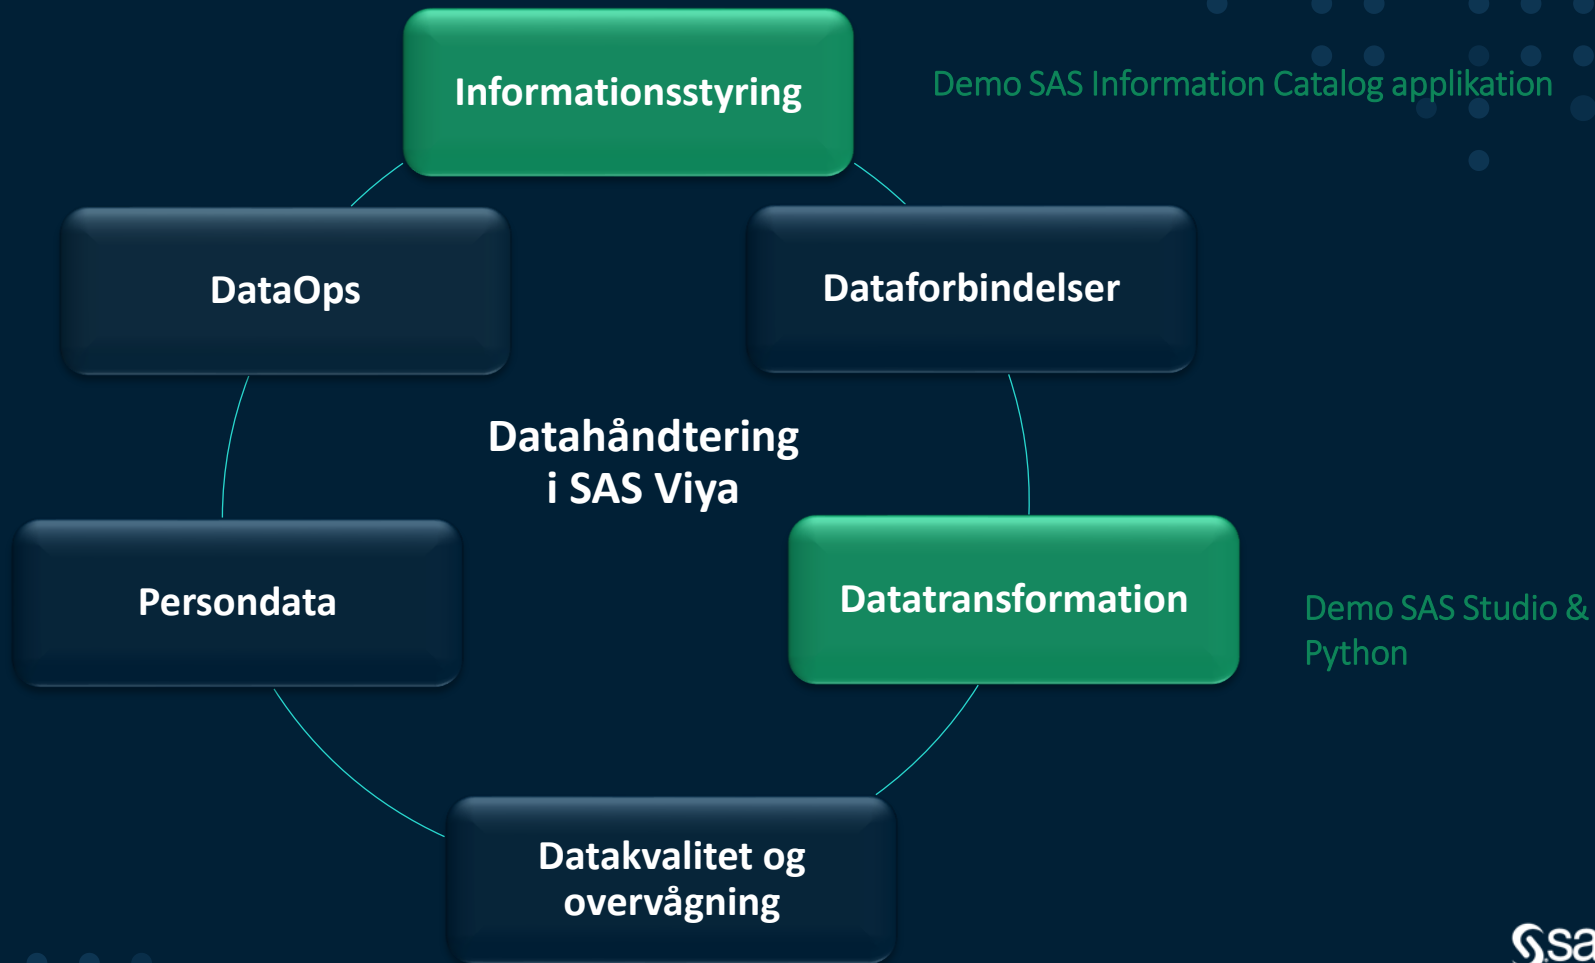 Informationsstyring
Demo SAS Information Catalog applikation
DataOps
Dataforbindelser
Datahåndtering
i SAS Viya
Persondata
Datatransformation
Demo SAS Studio &
Python
Datakvalitet og
overvågning
sa